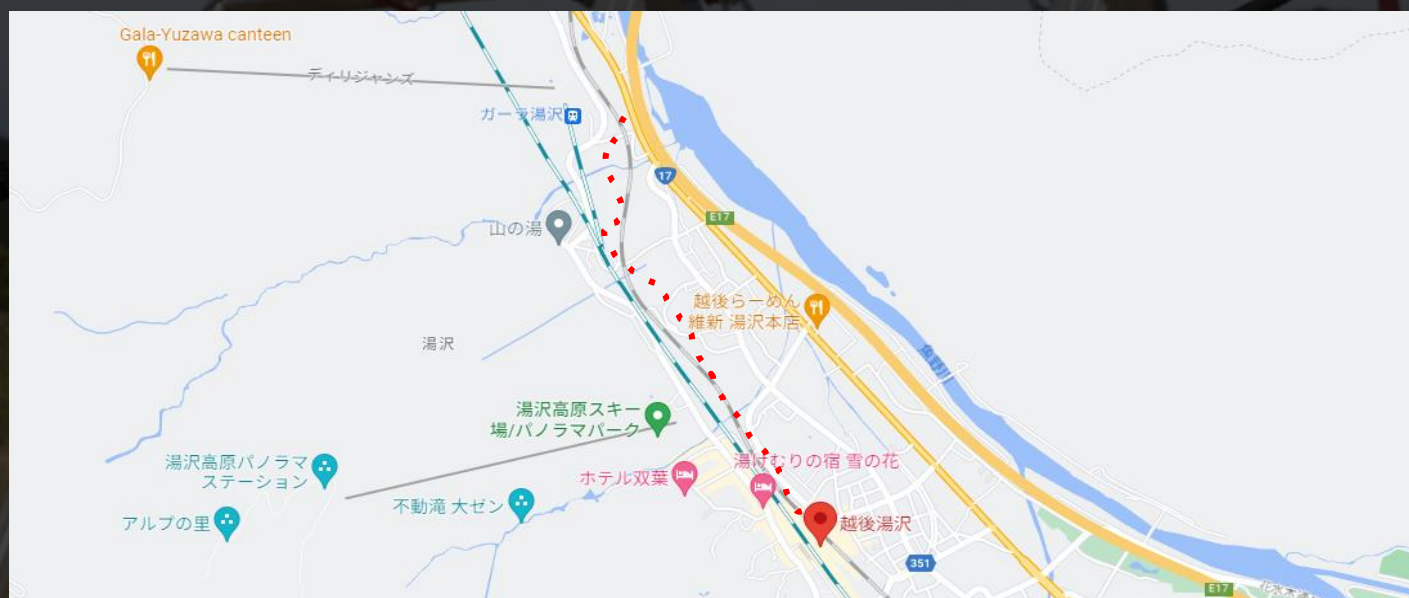 Gala-Yuzawa canteen
ディリジャンス
ガーラ湯沢
17
E17
山の湯
越後らーめん
維新 湯沢本店
湯沢
魚野川
湯沢高原スキー
場/パノラマパーク
湯けむりの宿 雪の花
湯沢高原パノラマ
ステーション
ホテル双葉
不動滝 大ゼン
アルプの里
越後湯沢
351
E17